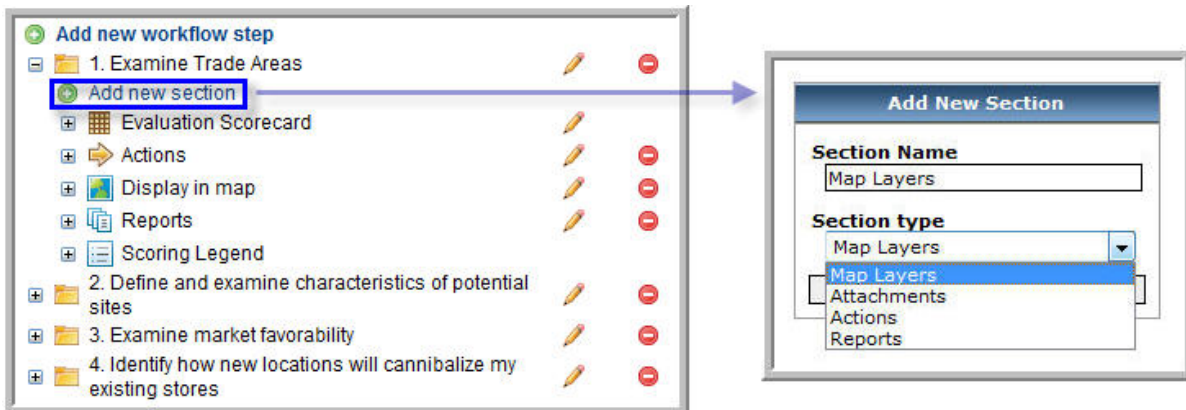 Add new workflow step
1. Examine Trade Areas
Add new section
Evaluation Scorecard
Actions
Display in map
Reports
Scoring Legend
2. Define and examine characteristics of potential
sites
3. Examine market favorability
4. Identify how new locations will cannibalize my
existing stores
Add New Section
Section Name
Map Layers
Section type
Map Layers
Map Layers
Attachments
Actions
Reports